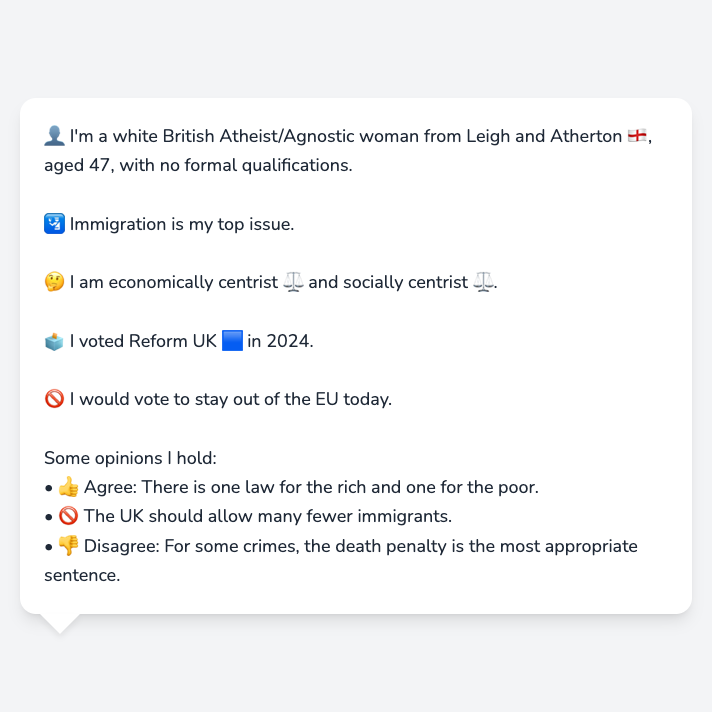 👤 I'm a white British Atheist/Agnostic woman from Leigh and Atherton 🏴󠁧󠁢󠁥󠁮󠁧󠁿,
aged 47, with no formal qualifications.
🛂 Immigration is my top issue.
🤔 I am economically centrist ⚖️ and socially centrist ⚖️.
🗳️ I voted Reform UK 🟦 in 2024.
🚫 I would vote to stay out of the EU today.
Some opinions I hold:
• 👍 Agree: There is one law for the rich and one for the poor.
• 🚫 The UK should allow many fewer immigrants.
• 👎 Disagree: For some crimes, the death penalty is the most appropriate
sentence.